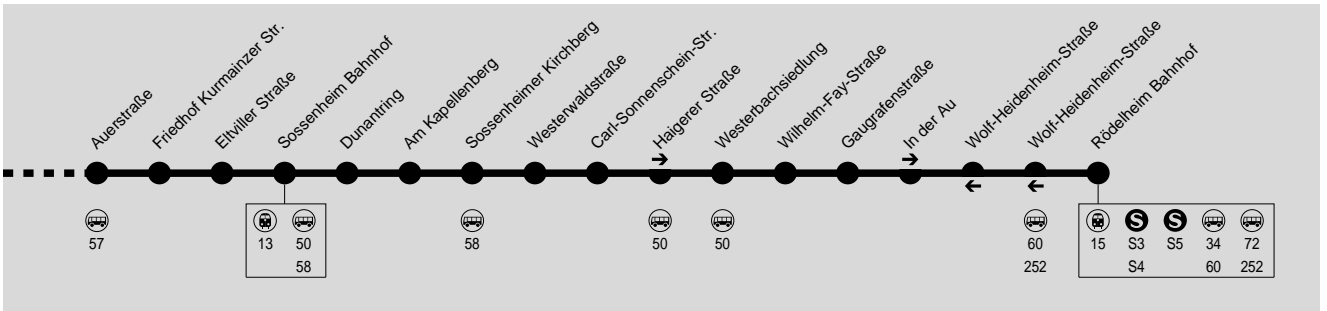 Auerstraße
Friedhof Kurmainzer Str.
Eltviller Straße
Sossenheim Bahnhof
Dunantring
Am Kapellenberg
Sossenheimer Kirchberg
Westerwaldstraße
Carl-Sonnenschein-Str.
Haigerer Straße
Westerbachsiedlung
Wilhelm-Fay-Straße
Gaugrafenstraße
In der Au
Wolf-Heidenheim-Straße
Wolf-Heidenheim-Straße
Rödelheim Bahnhof
S S
57 13 50 58 50 50 60 15 S3 S5 34 72
58 252 S4 60 252